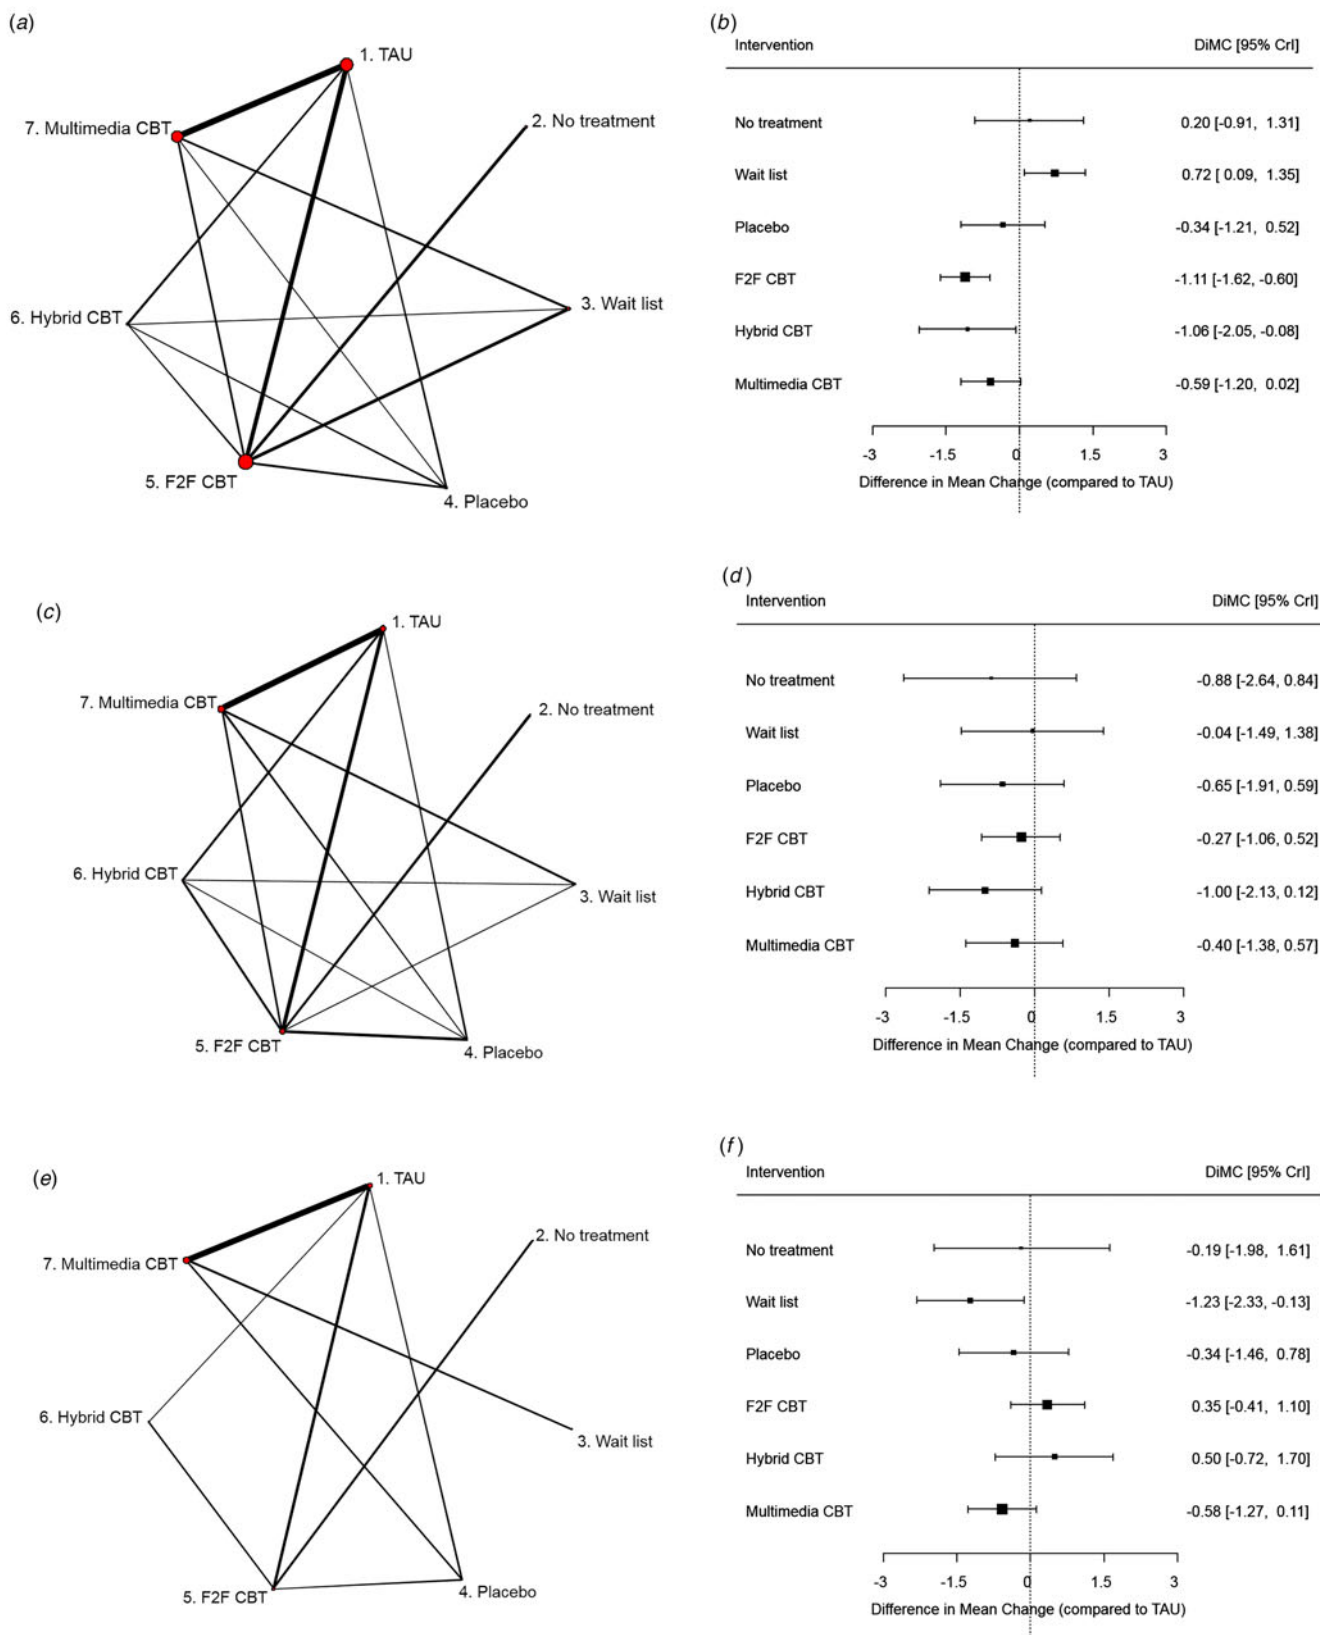 (a)
1. TAU
7. Multimedia CBT
2. No treatment
6. Hybrid CBT
3. Wait list
5. F2F CBT
4. Placebo
(b)
Intervention DiMC [95% CrI]
No treatment 0.20 [-0.91, 1.31]
Wait list 0.72 [ 0.09, 1.35]
Placebo -0.34 [-1.21, 0.52]
F2F CBT -1.11 [-1.62, -0.60]
Hybrid CBT -1.06 [-2.05, -0.08]
Multimedia CBT -0.59 [-1.20, 0.02]
-3 -1.5 0 1.5 3
Difference in Mean Change (compared to TAU)
(c)
1. TAU
7. Multimedia CBT
2. No treatment
6. Hybrid CBT
3. Wait list
5. F2F CBT
4. Placebo
(d)
Intervention DiMC [95% CrI]
No treatment -0.88 [-2.64, 0.84]
Wait list -0.04 [-1.49, 1.38]
Placebo -0.65 [-1.91, 0.59]
F2F CBT -0.27 [-1.06, 0.52]
Hybrid CBT -1.00 [-2.13, 0.12]
Multimedia CBT -0.40 [-1.38, 0.57]
-3 -1.5 0 1.5 3
Difference in Mean Change (compared to TAU)
(e)
1. TAU
2. No treatment
7. Multimedia CBT
6. Hybrid CBT
3. Wait list
5. F2F CBT
4. Placebo
(f)
Intervention DiMC [95% CrI]
No treatment -0.19 [-1.98, 1.61]
Wait list -1.23 [-2.33, -0.13]
Placebo -0.34 [-1.46, 0.78]
F2F CBT 0.35 [-0.41, 1.10]
Hybrid CBT 0.50 [-0.72, 1.70]
Multimedia CBT -0.58 [-1.27, 0.11]
-3 -1.5 0 1.5 3
Difference in Mean Change (compared to TAU)